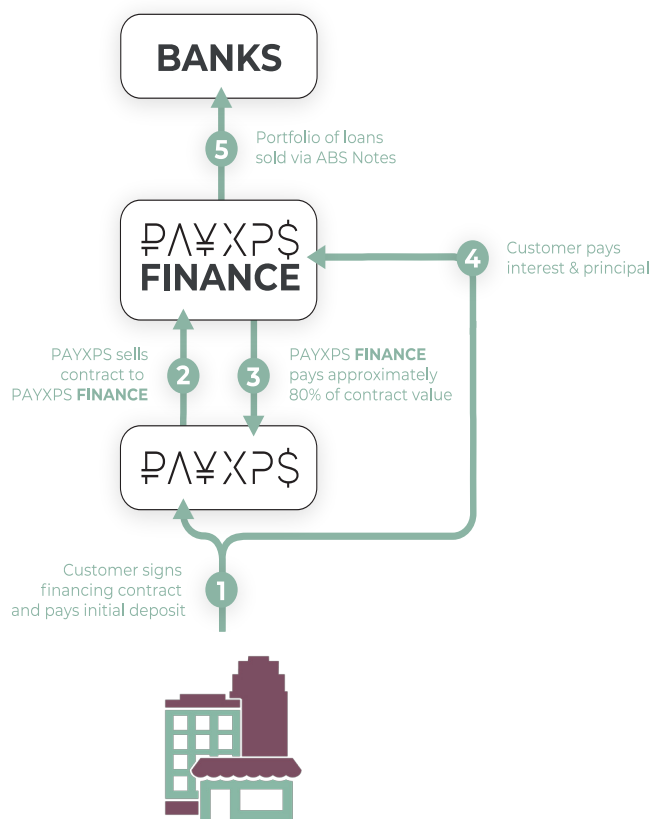 BANKS
5
Portfolio of loans
sold via ABS Notes
₽Λ¥XP$
FINANCE
4
Customer pays
interest & principal
PAYXPS sells
contract to
PAYXPS FINANCE
2
3
PAYXPS FINANCE
pays approximately
80% of contract value
₽Λ¥XP$
Customer signs
financing contract
and pays initial deposit
1